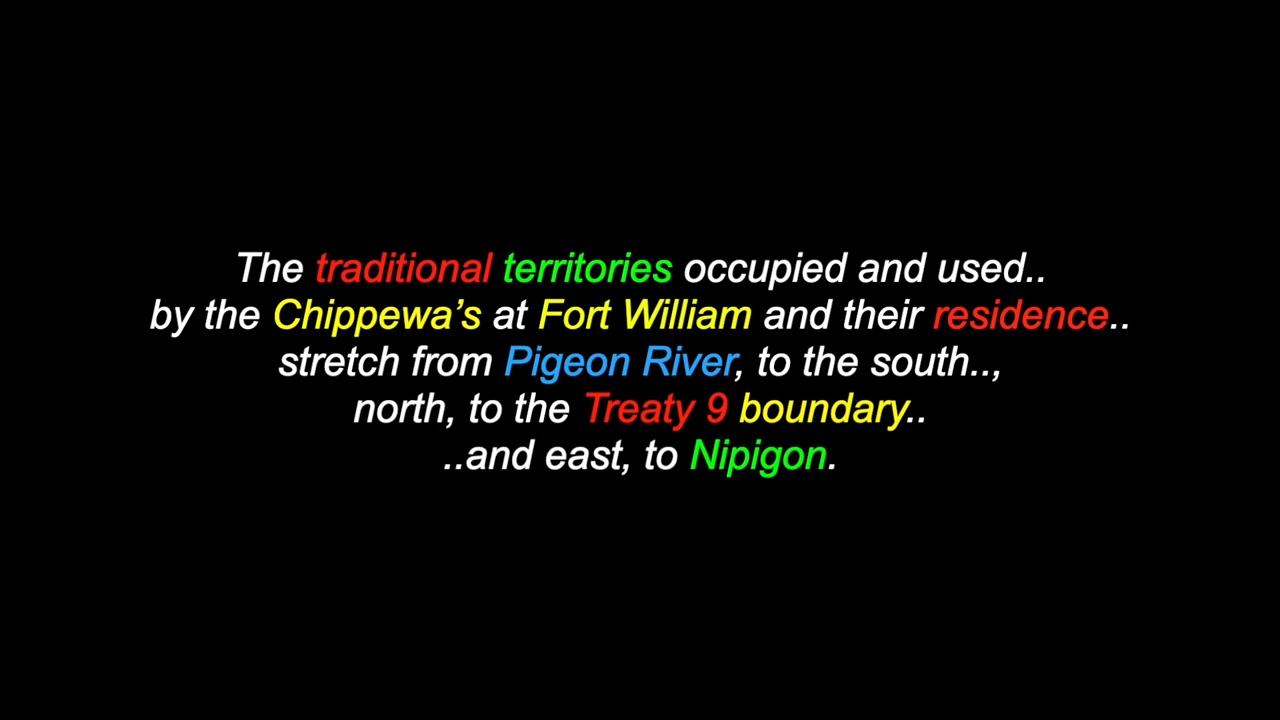 The traditional territories occupied and used..
by the Chippewa’s at Fort William and their residence..
stretch from Pigeon River, to the south..,
north, to the Treaty 9 boundary..
..and east, to Nipigon.